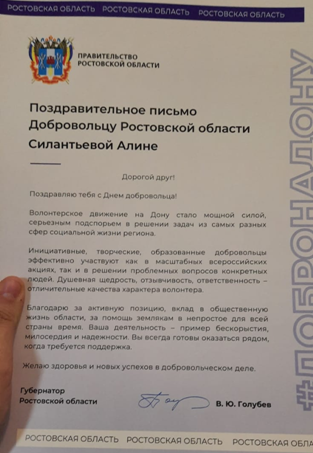 РОСТОВСКАЯ ОБЛАСТЬ РОСТОВСКАЯ ОБЛАСТЬ РОСТОВСКАЯ ОБЛАСТЬ
ПРАВИТЕЛЬСТВО
РОСТОВСКОЙ ОБЛАСТИ
Поздравительное письмо
Добровольцу Ростовской области
Силантьевой Алине
Дорогой друг!
Поздравляю тебя с Днем добровольца!
Волонтерское движение на Дону стало мощной силой,
серьезным подспорьем в решении задач из самых разных
сфер социальной жизни региона.
Инициативные, творческие, образованные добровольцы
эффективно участвуют как в масштабных всероссийских
акциях, так и в решении проблемных вопросов конкретных
людей. Душевная щедрость, отзывчивость, ответственность –
отличительные качества характера волонтера.
Благодарю за активную позицию, вклад в общественную
жизнь области, за помощь землякам в непростое для всей
страны время. Ваша деятельность – пример бескорыстия,
милосердия и надежности. Вы всегда готовы оказаться рядом,
когда требуется поддержка.
Желаю здоровья и новых успехов в добровольческом деле.
Губернатор
Ростовской области
В. Ю. Голубев
РОСТОВСКАЯ ОБЛАСТЬ РОСТОВСКАЯ ОБЛАСТЬ РОСТОВСКАЯ ОБЛ
#ДОБРОНАДОНУ